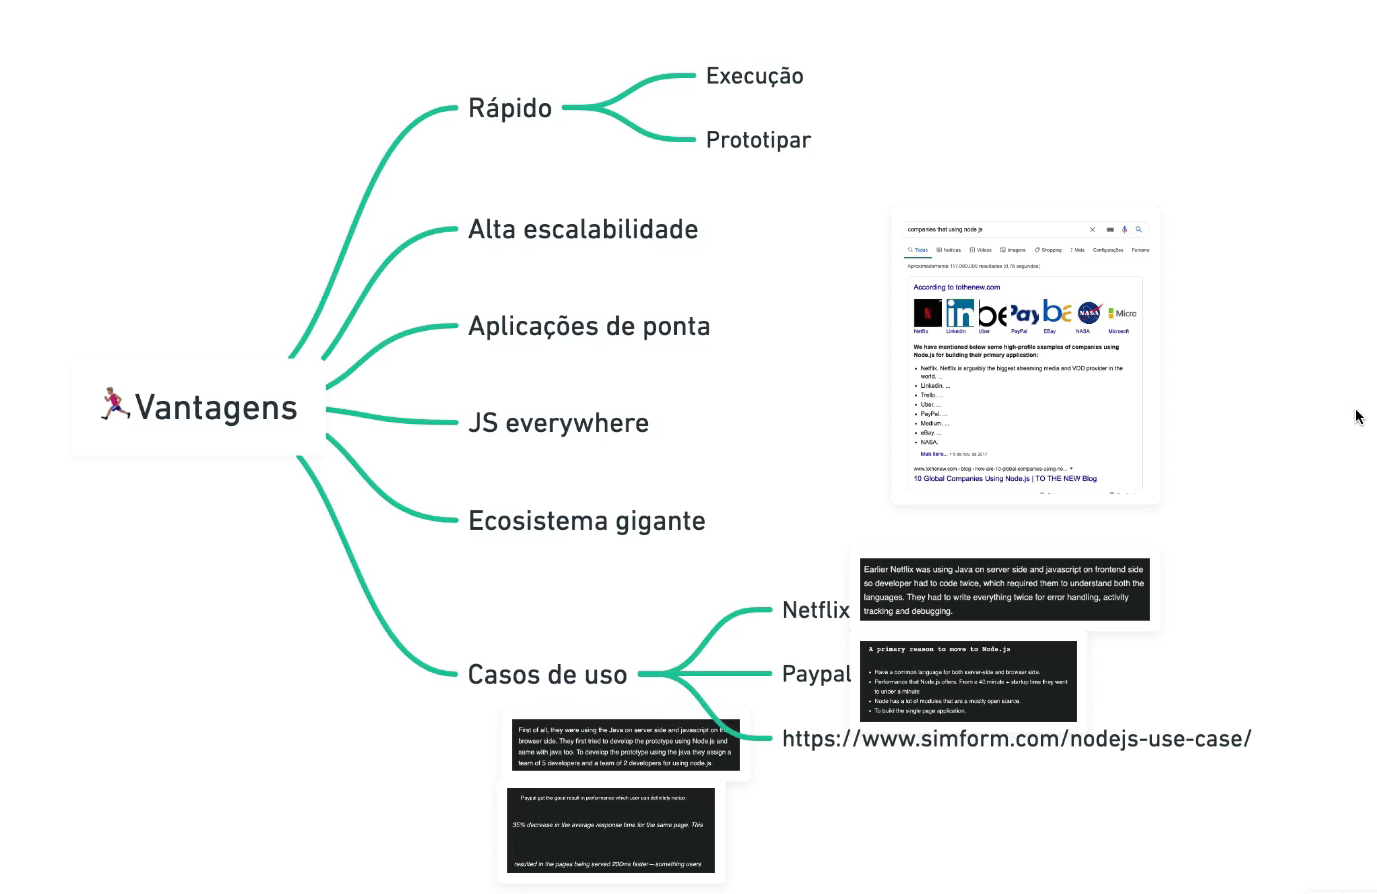 Execução
Rápido
Prototipar
Alta escalabilidade
Aplicações de ponta
Vantagens
JS everywhere
Ecosistema gigante
Casos de uso
Netflix
Paypal
https://www.simform.com/nodejs-use-case/
companies that using node js
Todas Notícias Vídeos Imagens Shopping Mais Configurações Ferrame
Aproximadamente 117.000.000 resultados (0,78 segundos)
According to tothenew.com
in be Pay eb NASA Micro
Netflix LinkedIn Uber PayPal EBay NASA Microsoft
We have mentioned below some high-profile examples of companies using
Node.js for building their primary application:
• Netflix. Netflix is arguably the biggest streaming media and VOD provider in the
world. ...
• LinkedIn. ...
• Trello. ...
• Uber. ...
• PayPal. ...
• Medium. ...
• eBay. ...
• NASA.
Mais itens... • 6 de nov. de 2017
www.tothenew.com › blog › how-are-10-global-companies-using-no...
10 Global Companies Using Node.js | TO THE NEW Blog
Earlier Netflix was using Java on server side and javascript on frontend side
so developer had to code twice, which required them to understand both the
languages. They had to write everything twice for error handling, activity
tracking and debugging.
A primary reason to move to Node.js
• Have a common language for both server-side and browser side.
• Performance that Node.js offers. From a 40 minute + startup time they went
to under a minute
• Node has a lot of modules that are a mostly open source.
• To build the single page application.
First of all, they were using the Java on server side and javascript on the
browser side. They first tried to develop the prototype using Node.js and
same with java too. To develop the prototype using the java they assign a
team of 5 developers and a team of 2 developers for using node.js.
Paypal got the good result in performance which user can definitely notice:
35% decrease in the average response time for the same page. This
resulted in the pages being served 200ms faster—something users